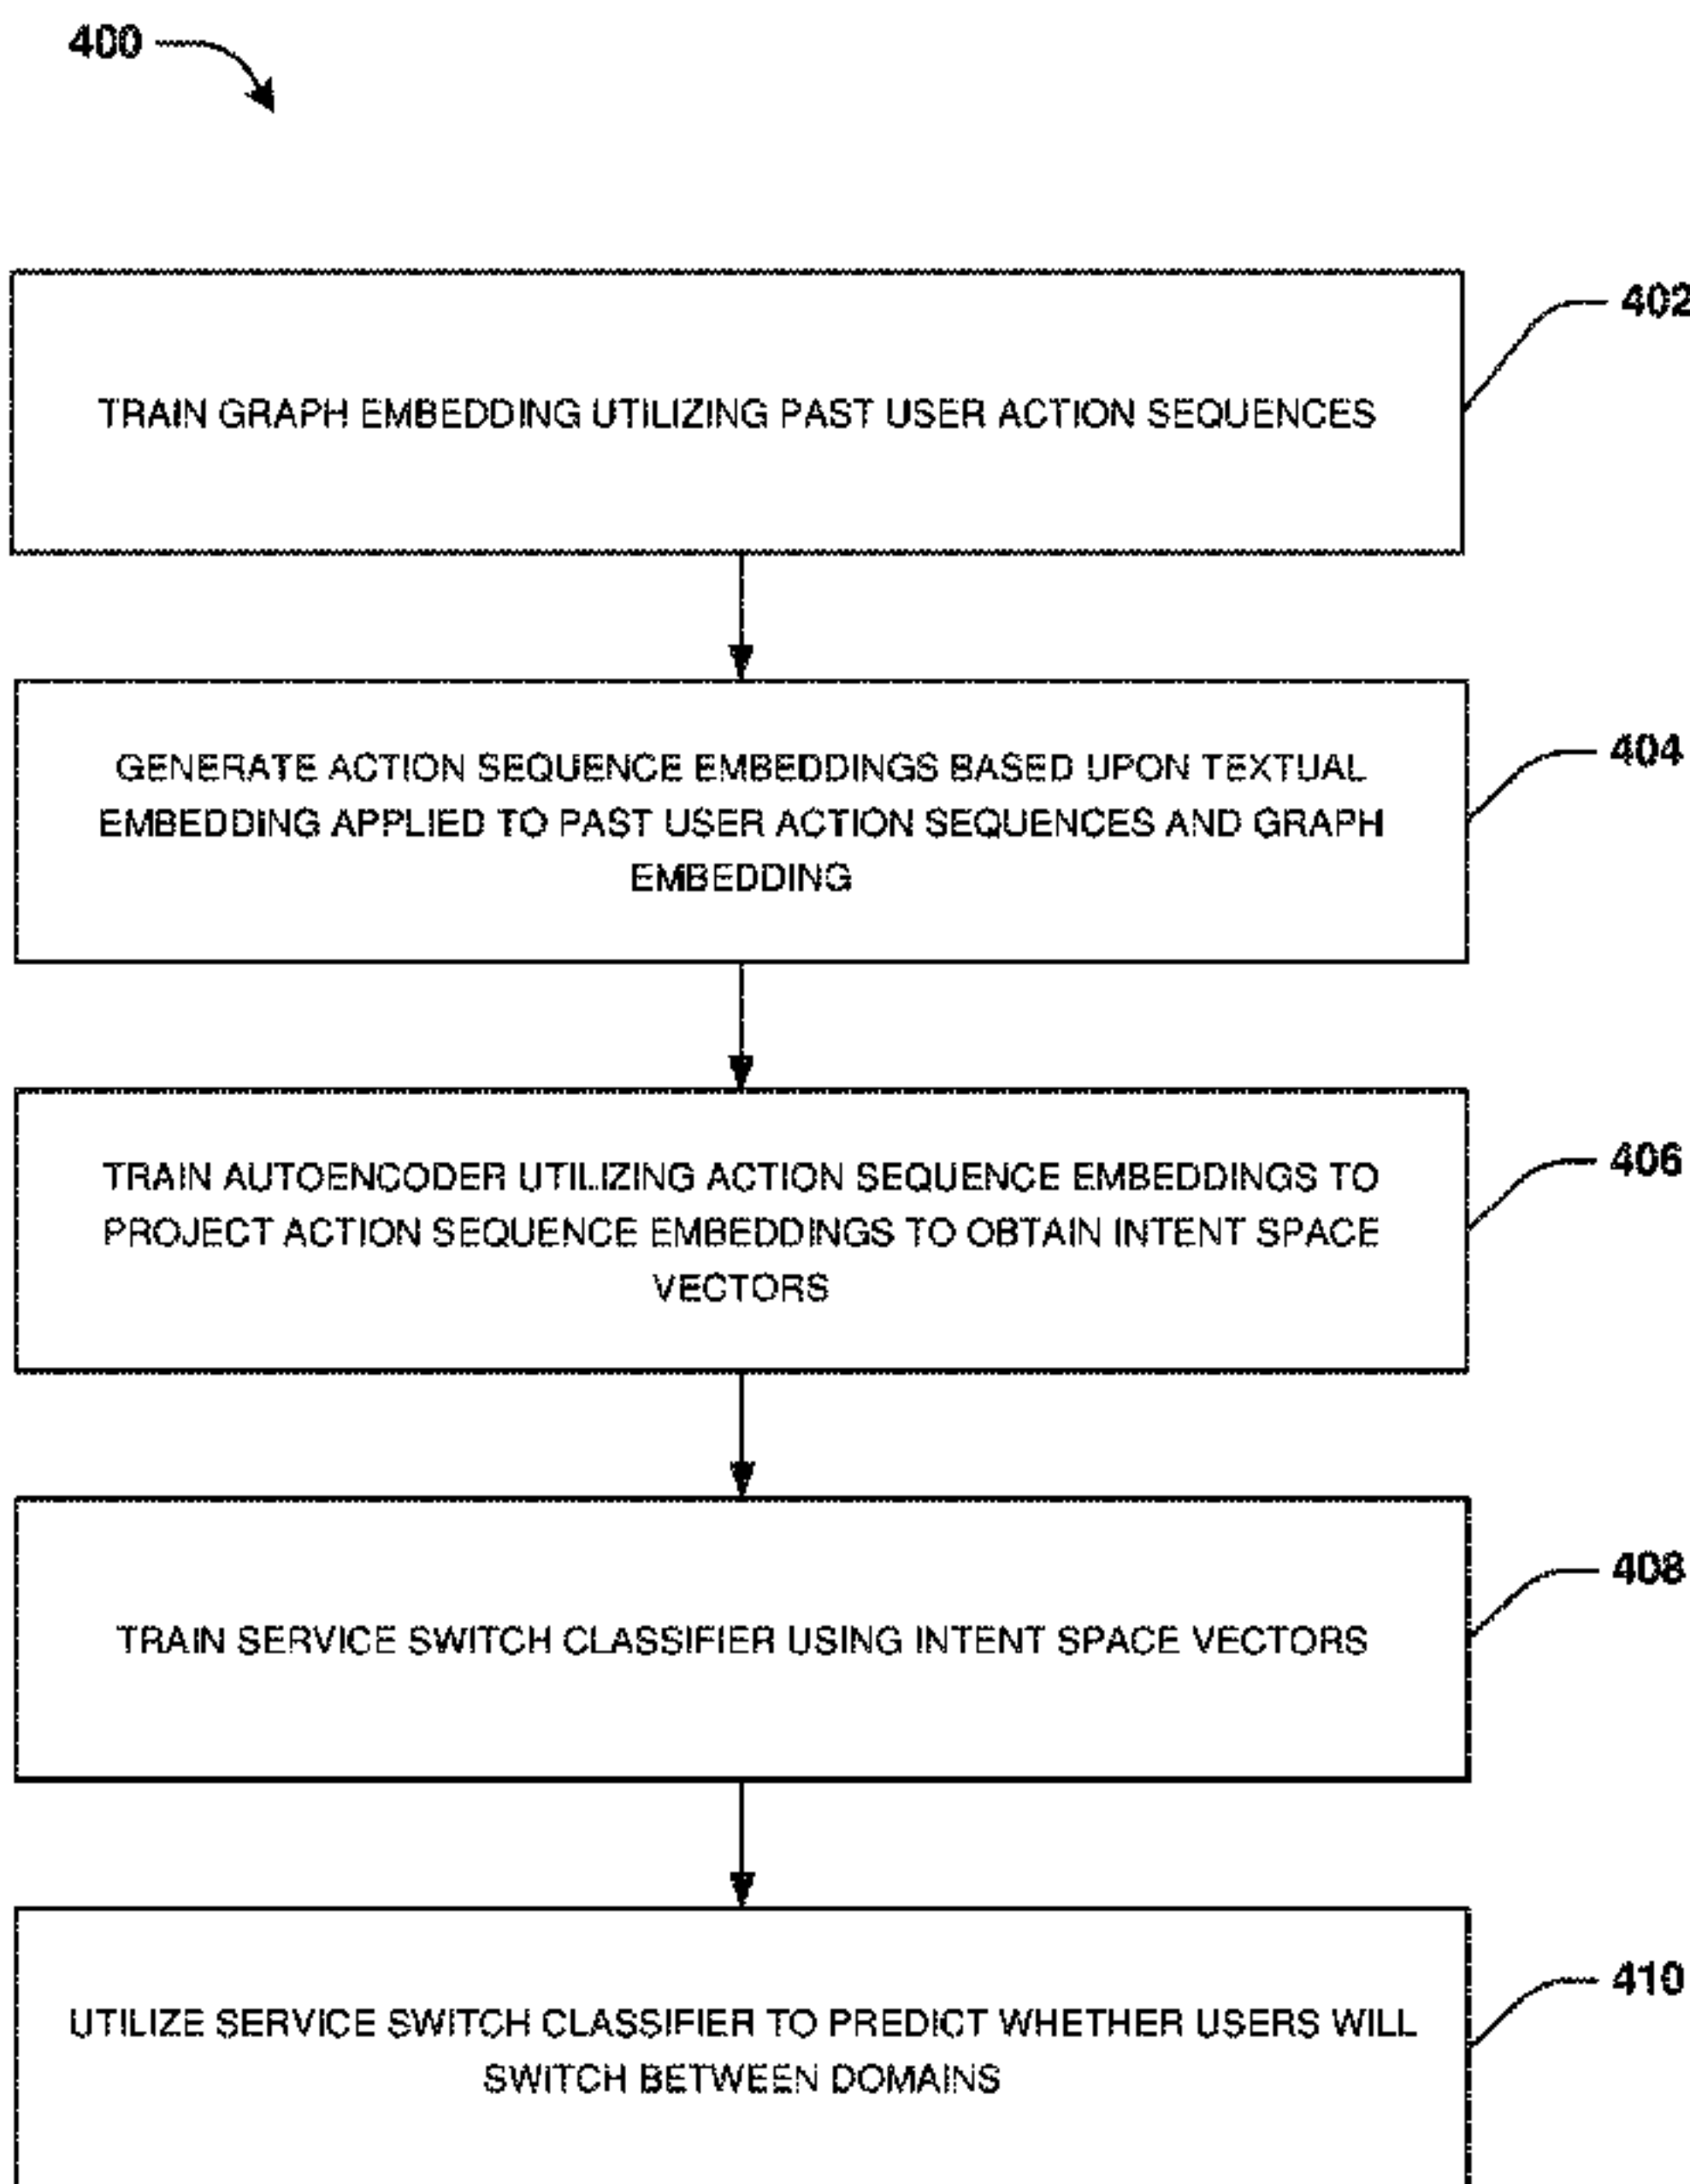 400
402
TRAIN GRAPH EMBEDDING UTILIZING PAST USER ACTION SEQUENCES
404
GENERATE ACTION SEQUENCE EMBEDDINGS BASED UPON TEXTUAL
EMBEDDING APPLIED TO PAST USER ACTION SEQUENCES AND GRAPH
EMBEDDING
406
TRAIN AUTOENCODER UTILIZING ACTION SEQUENCE EMBEDDINGS TO
PROJECT ACTION SEQUENCE EMBEDDINGS TO OBTAIN INTENT SPACE
VECTORS
408
TRAIN SERVICE SWITCH CLASSIFIER USING INTENT SPACE VECTORS
410
UTILIZE SERVICE SWITCH CLASSIFIER TO PREDICT WHETHER USERS WILL
SWITCH BETWEEN DOMAINS